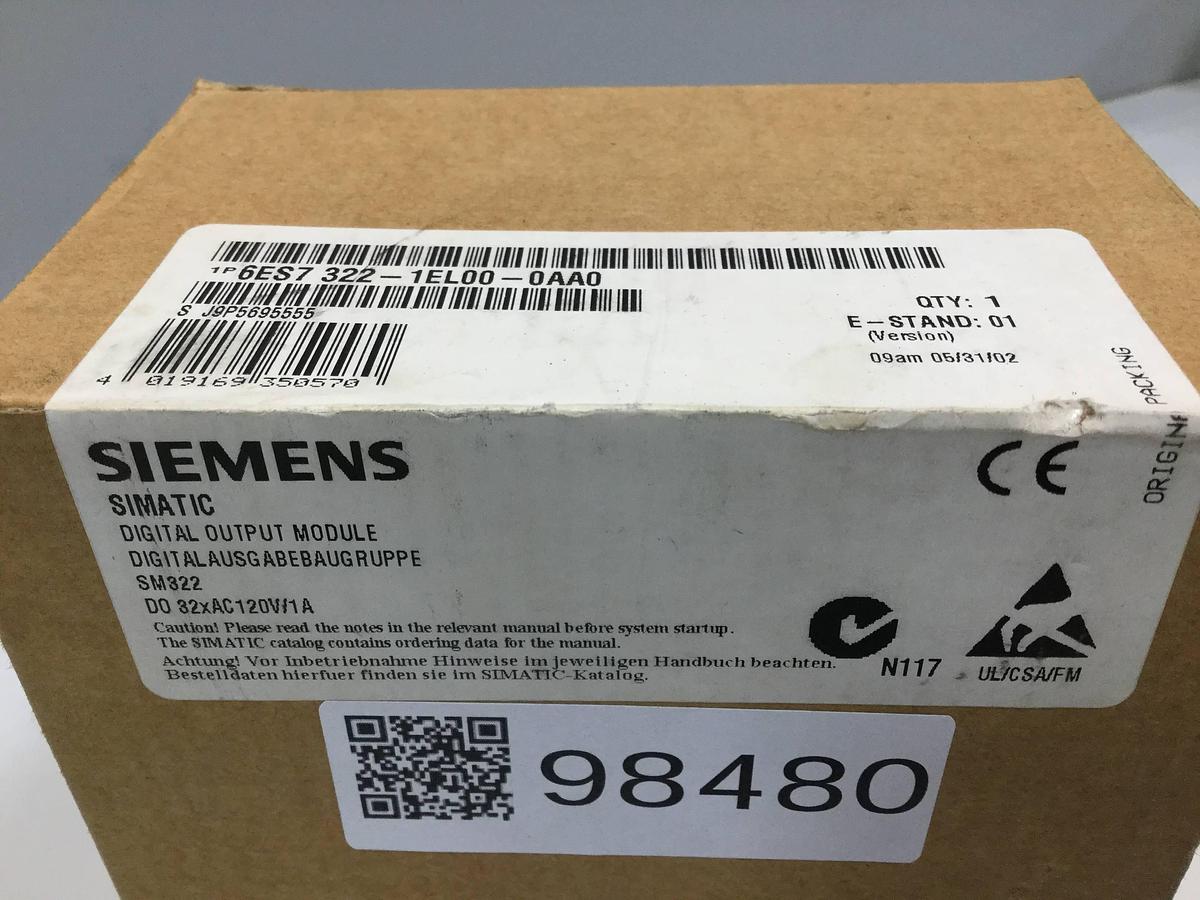 1P 6ES7 322-1EL00-0AA0
S J9P5695555
4 019169 350570
QTY: 1
E-STAND: 01
(Version)
09am 05/31/02
PACKING
SIEMENS
SIMATIC
DIGITAL OUTPUT MODULE
DIGITALAUSGABEBAUGRUPPE
SM322
DO 32xAC120V/1A
Caution! Please read the notes in the relevant manual before system startup.
The SIMATIC catalog contains ordering data for the manual.
Achtung! Vor Inbetriebnahme Hinweise im jeweiligen Handbuch beachten.
Bestelldaten hierfuer finden sie im SIMATIC-Katalog.
CE
N117
UL/CSA/FM
98480